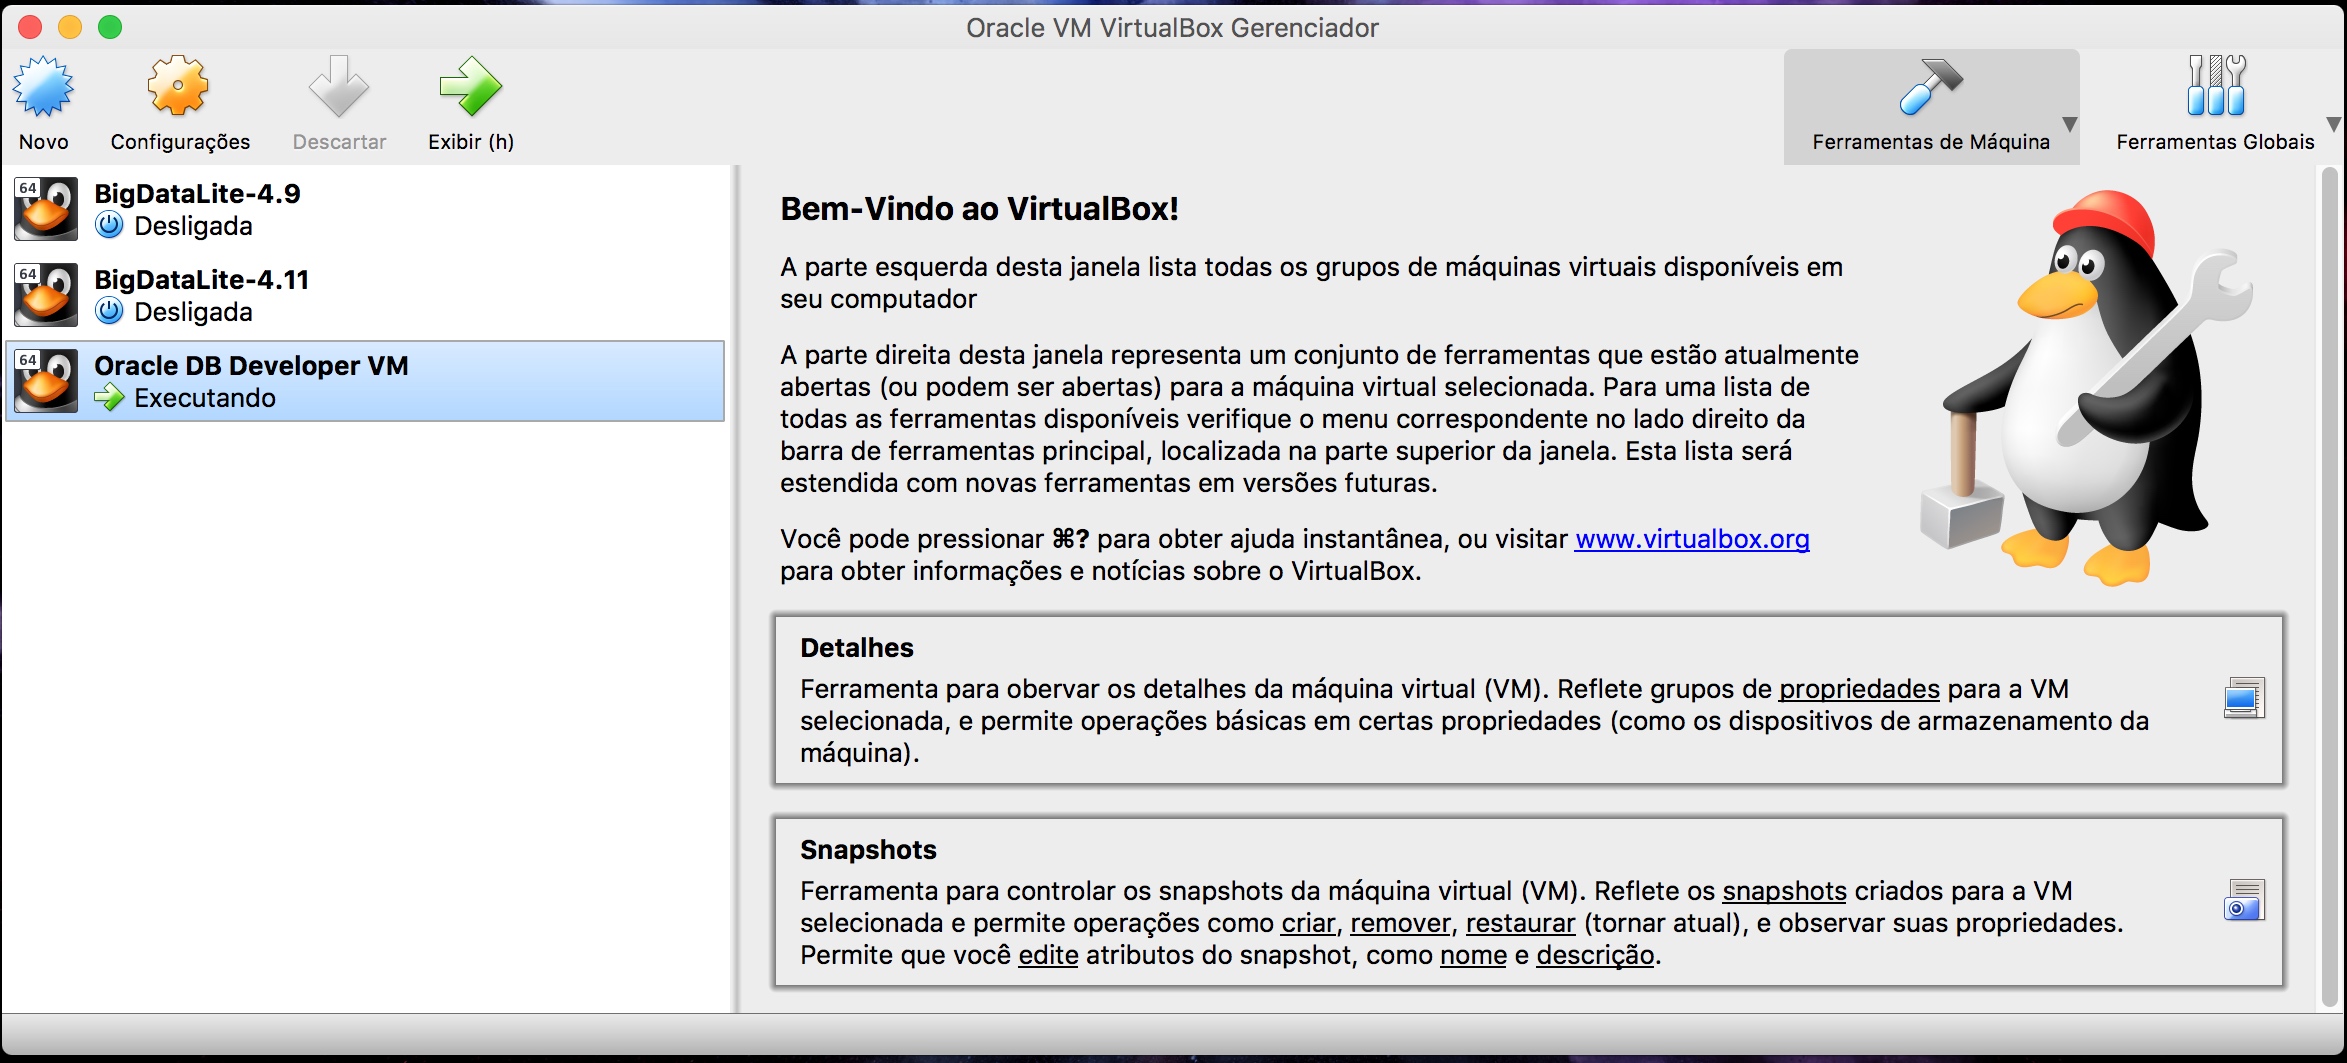 Oracle VM VirtualBox Gerenciador
Novo
Configurações
Descartar
Exibir (h)
Ferramentas de Máquina
Ferramentas Globais
64
BigDataLite-4.9
Desligada
64
BigDataLite-4.11
Desligada
64
Oracle DB Developer VM
Executando
Bem-Vindo ao VirtualBox!
A parte esquerda desta janela lista todas os grupos de máquinas virtuais disponíveis em
seu computador
A parte direita desta janela representa um conjunto de ferramentas que estão atualmente
abertas (ou podem ser abertas) para a máquina virtual selecionada. Para uma lista de
todas as ferramentas disponíveis verifique o menu correspondente no lado direito da
barra de ferramentas principal, localizada na parte superior da janela. Esta lista será
estendida com novas ferramentas em versões futuras.
Você pode pressionar ⌘? para obter ajuda instantânea, ou visitar www.virtualbox.org
para obter informações e notícias sobre o VirtualBox.
Detalhes
Ferramenta para obervar os detalhes da máquina virtual (VM). Reflete grupos de propriedades para a VM
selecionada, e permite operações básicas em certas propriedades (como os dispositivos de armazenamento da
máquina).
Snapshots
Ferramenta para controlar os snapshots da máquina virtual (VM). Reflete os snapshots criados para a VM
selecionada e permite operações como criar, remover, restaurar (tornar atual), e observar suas propriedades.
Permite que você edite atributos do snapshot, como nome e descrição.